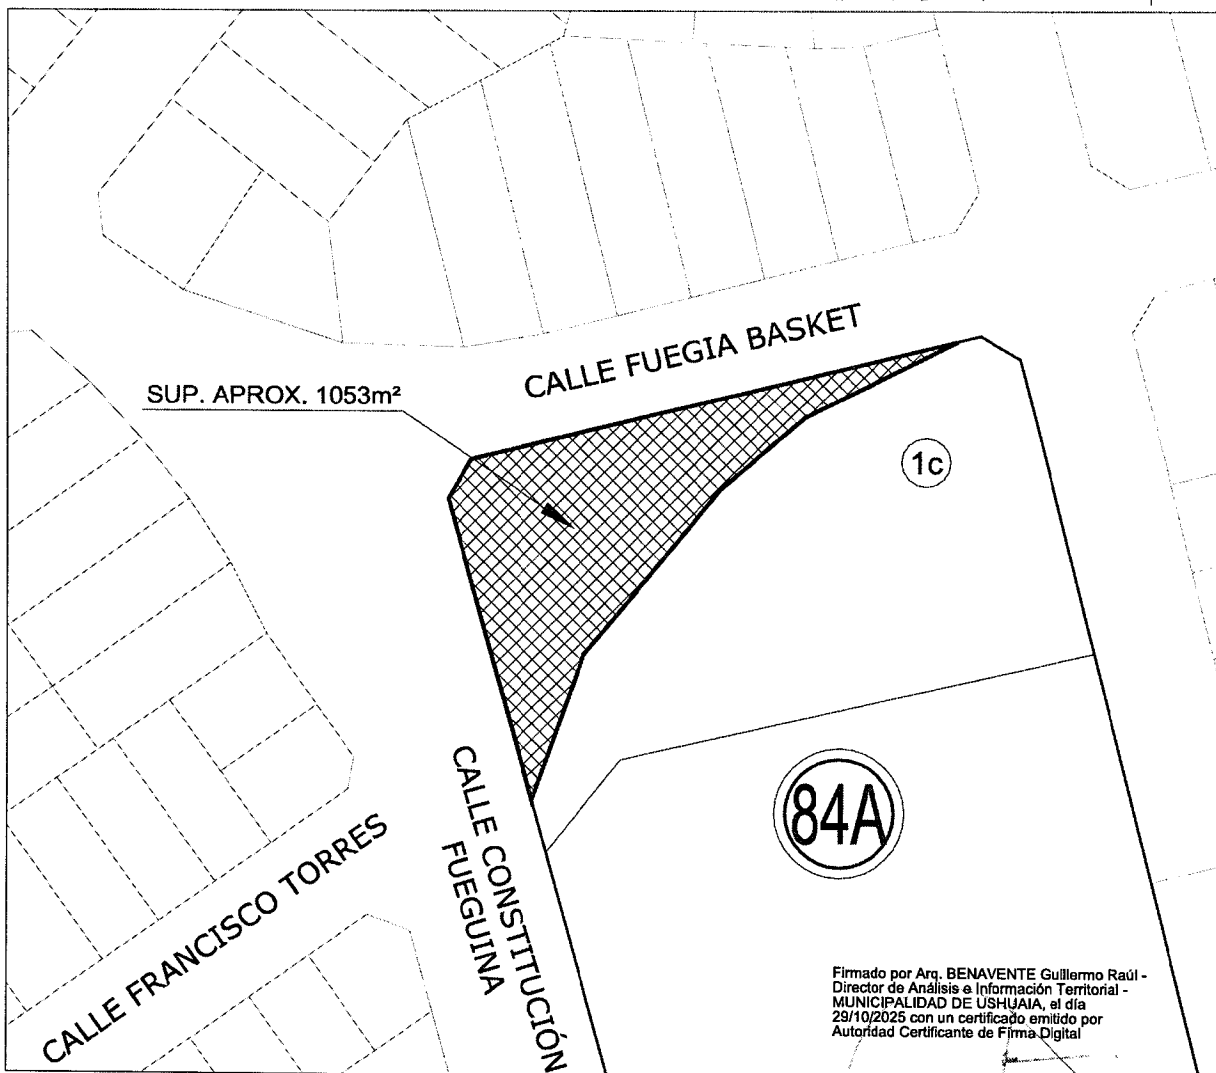 CALLE FUEGIA BASKET
SUP. APROX. 1053m²
1c
84A
CALLE CONSTITUCIÓN
FUEGUINA
CALLE FRANCISCO TORRES
Firmado por Arq. BENAVENTE Guillermo Raúl -
Director de Análisis e Información Territorial -
MUNICIPALIDAD DE USHUAIA, el día
29/10/2025 con un certificado emitido por
Autoridad Certificante de Firma Digital